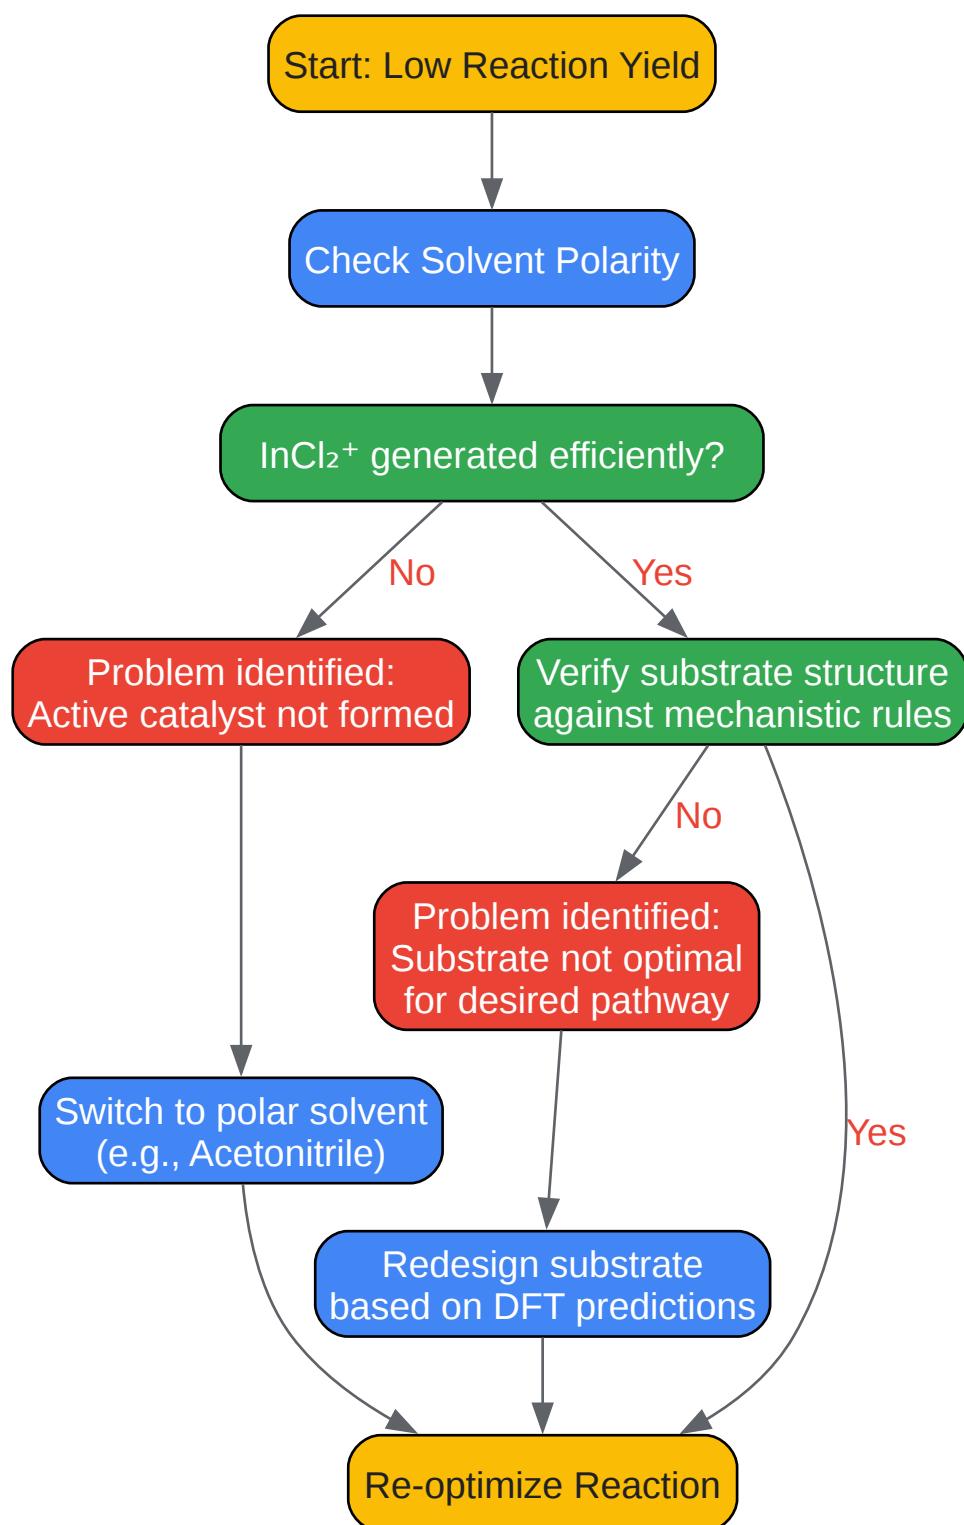 Start: Low Reaction Yield
Check Solvent Polarity
InCl₂⁺ generated efficiently?
No
Yes
Problem identified:
Active catalyst not formed
Verify substrate structure
against mechanistic rules
No
Problem identified:
Substrate not optimal
for desired pathway
Switch to polar solvent
(e.g., Acetonitrile)
Yes
Redesign substrate
based on DFT predictions
Re-optimize Reaction